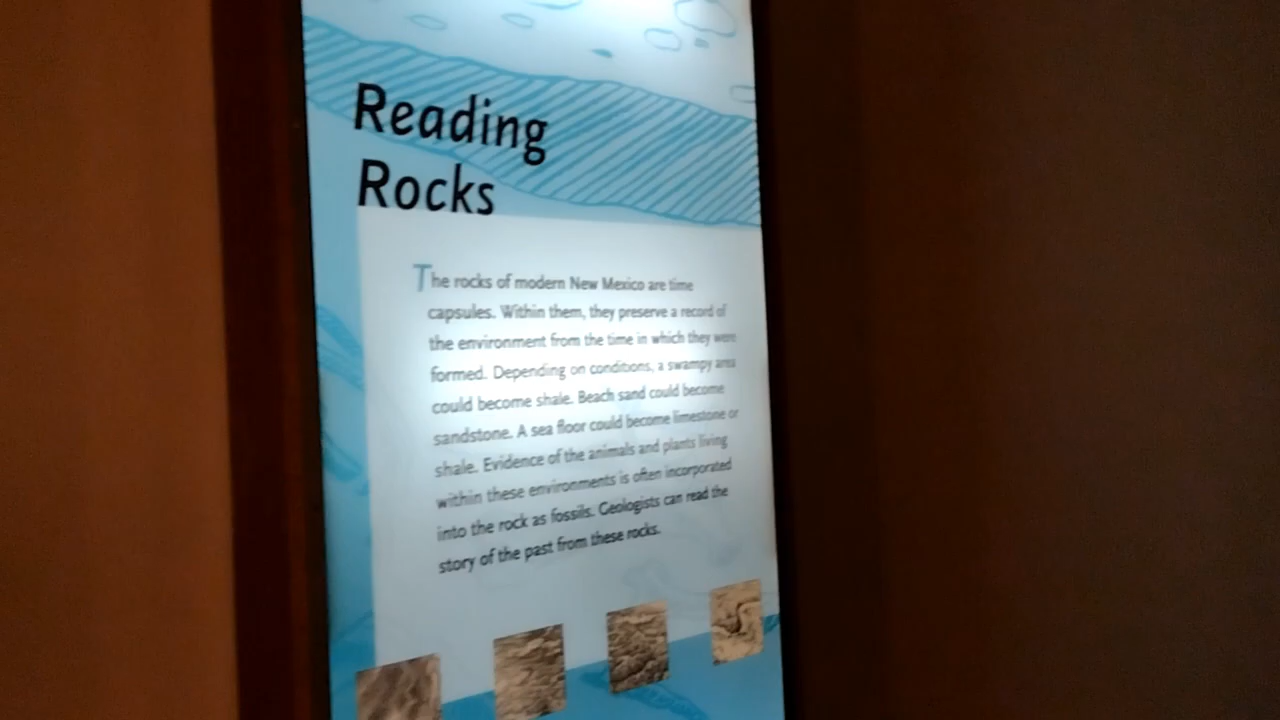 Reading
Rocks
The rocks of modern New Mexico are time
capsules. Within them, they preserve a record of
the environment from the time in which they were
formed. Depending on conditions, a swampy area
could become shale. Beach sand could become
sandstone. A sea floor could become limestone or
shale. Evidence of the animals and plants living
within these environments is often incorporated
into the rock as fossils. Geologists can read the
story of the past from these rocks.